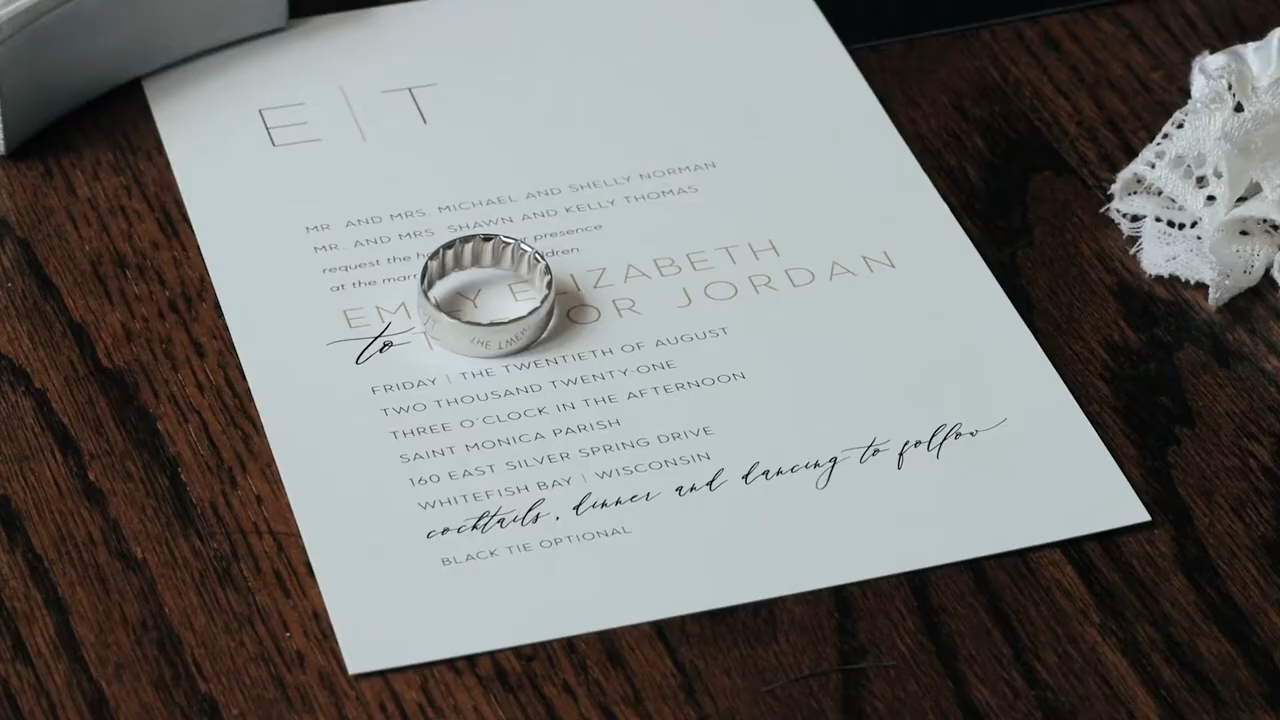 E | T
MR. AND MRS. MICHAEL AND SHELLY NORMAN
MR. AND MRS. SHAWN AND KELLY THOMAS
request the presence
at the
ELIZABETH
to JORDAN
FRIDAY | THE TWENTIETH OF AUGUST
TWO THOUSAND TWENTY-ONE
THREE O'CLOCK IN THE AFTERNOON
SAINT MONICA PARISH
160 EAST SILVER SPRING DRIVE
WHITEFISH BAY | WISCONSIN
cocktails, dinner and dancing to follow
BLACK TIE OPTIONAL